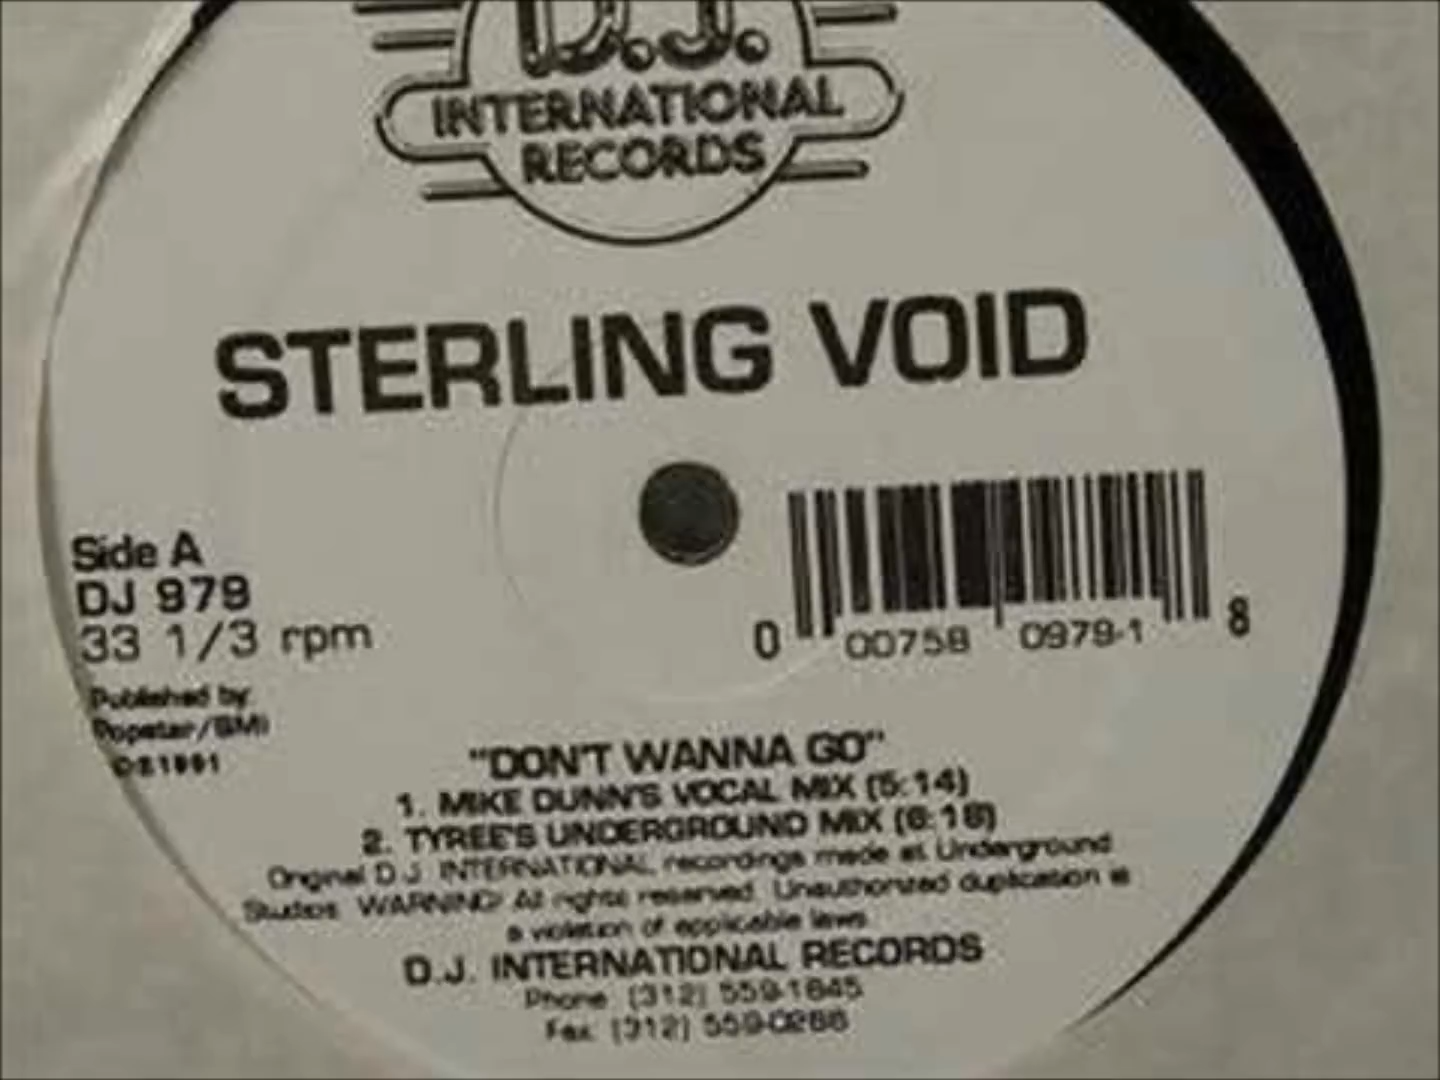 D.J.
INTERNATIONAL
RECORDS
STERLING VOID
Side A
DJ 979
33 1/3 rpm
Published by:
Popstar/BMI
1991
0 00758 0979-1 8
"DON'T WANNA GO"
1. MIKE DUNN'S VOCAL MIX (5:14)
2. TYREE'S UNDERGROUND MIX (6:18)
Original D.J. INTERNATIONAL recordings made at Underground
Studios. WARNING! All rights reserved. Unauthorized duplication is
a violation of applicable laws.
D.J. INTERNATIONAL RECORDS
Phone (312) 559-1845
Fax (312)